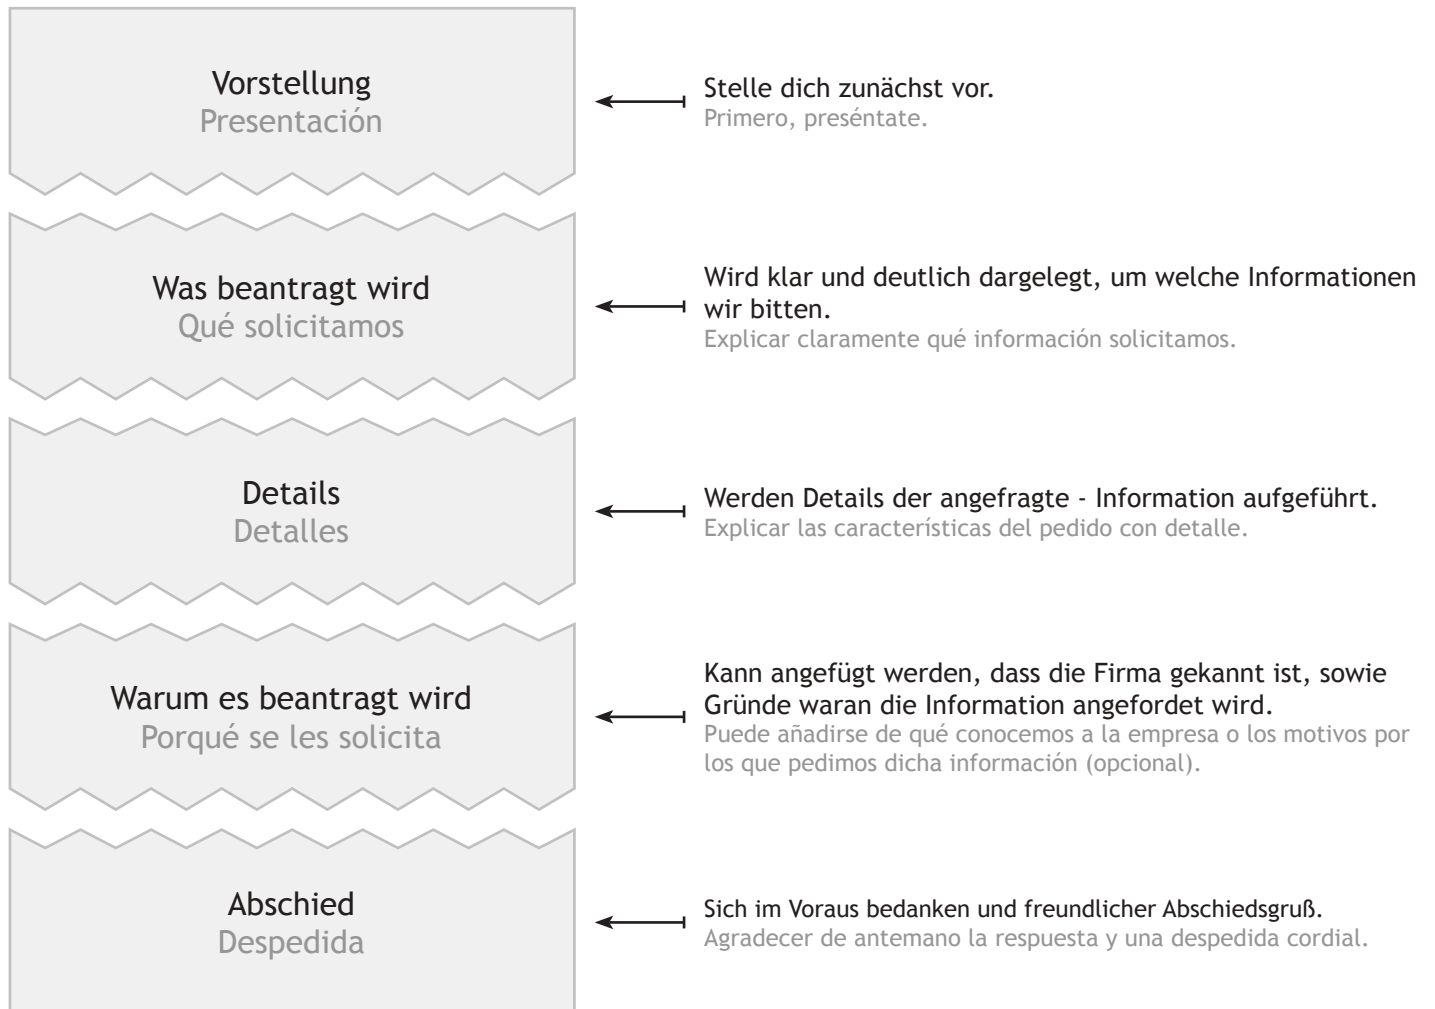 Vorstellung
Presentación
Stelle dich zunächst vor.
Primero, preséntate.
Was beantragt wird
Qué solicitamos
Wird klar und deutlich dargelegt, um welche Informationen
wir bitten.
Explicar claramente qué información solicitamos.
Details
Detalles
Werden Details der angefragte - Information aufgeführt.
Explicar las características del pedido con detalle.
Warum es beantragt wird
Porqué se les solicita
Kann angefügt werden, dass die Firma gekannt ist, sowie
Gründe waran die Information angefordet wird.
Puede añadirse de qué conocemos a la empresa o los motivos por
los que pedimos dicha información (opcional).
Abschied
Despedida
Sich im Voraus bedanken und freundlicher Abschiedsgruß.
Agradecer de antemano la respuesta y una despedida cordial.